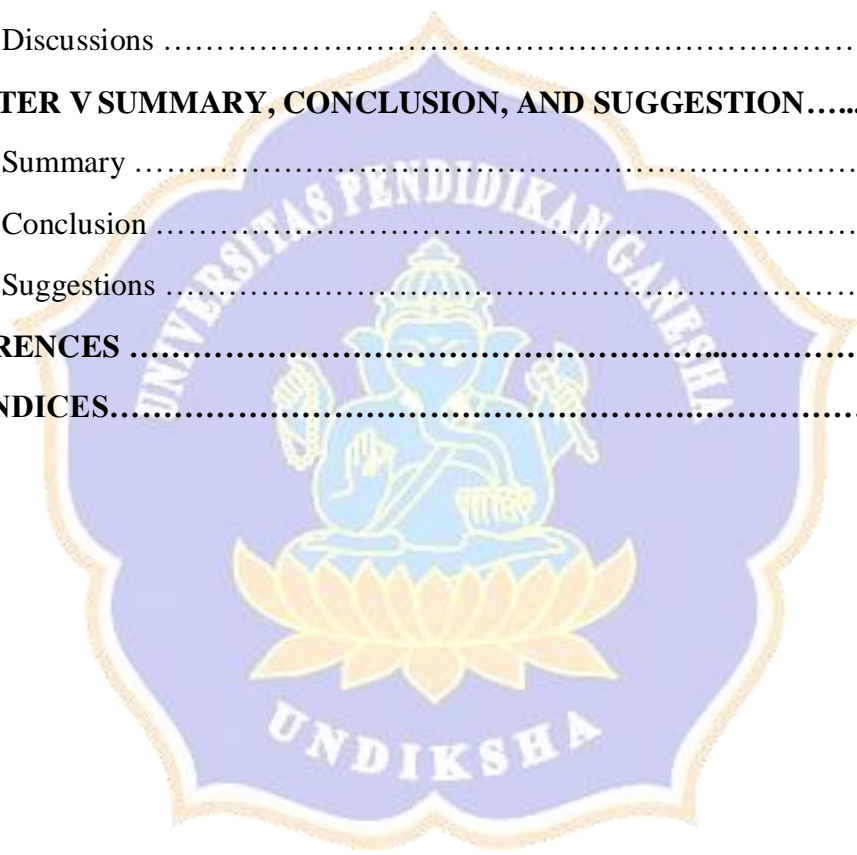 Discussions ……………………………………………………………………
TER V SUMMARY, CONCLUSION, AND SUGGESTION…...
Summary ………………………………………………………………………
Conclusion ……………………………………………………………………
Suggestions ……………………………………………………………………
RENCES …………………………………………………..…………
NDICES……………………………………………………………………
UNIVERSITAS PENDIDIKAN GANESHA
UNDIKSHA